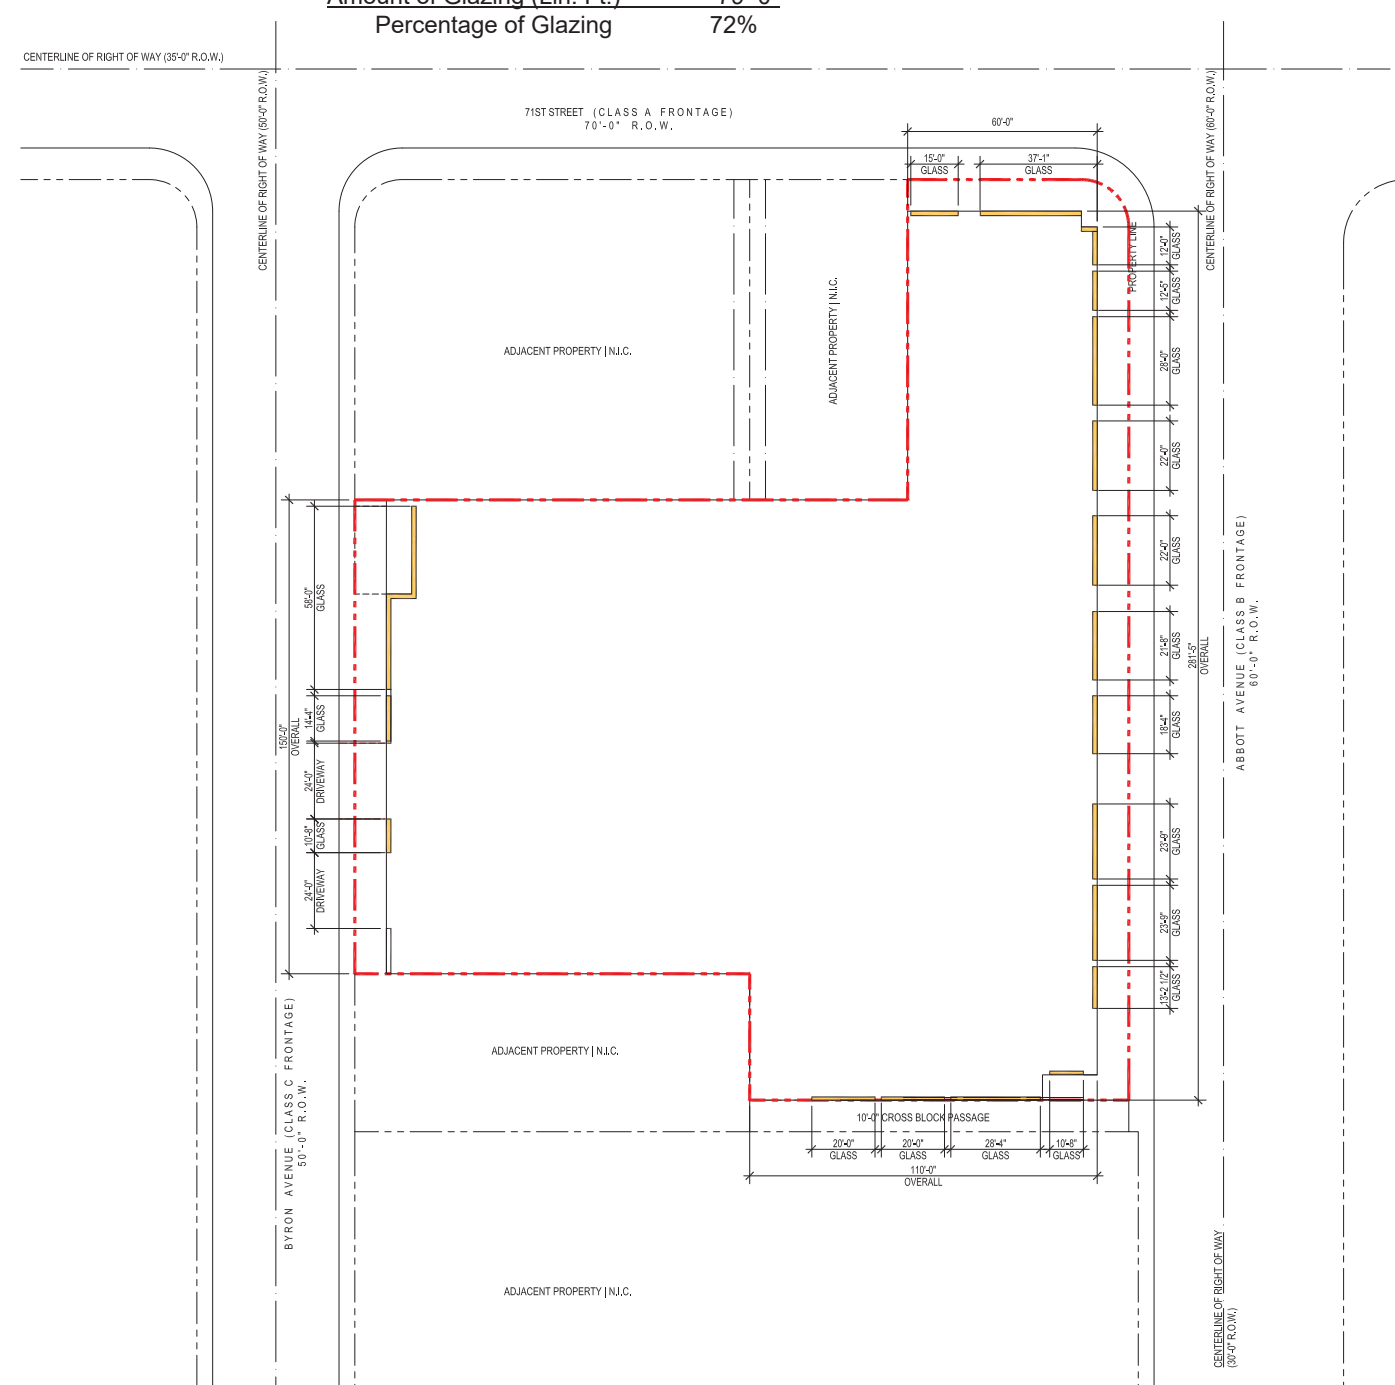 Percentage of Glazing 72%
CENTERLINE OF RIGHT OF WAY (35'-0" R.O.W.)
CENTERLINE OF RIGHT OF WAY (50'-0" R.O.W.)
71ST STREET (CLASS A FRONTAGE)
70'-0" R.O.W.
60'-0"
15'-0"
GLASS
37'-1"
GLASS
CENTERLINE OF RIGHT OF WAY (60'-0" R.O.W.)
PROPERTY LINE
12'-0"
GLASS
12'-5"
GLASS
28'-0"
GLASS
22'-0"
GLASS
22'-0"
GLASS
21'-8"
GLASS
18'-4"
GLASS
23'-9"
GLASS
23'-9"
GLASS
13'-2 1/2"
GLASS
281'-5"
OVERALL
ABBOTT AVENUE (CLASS B FRONTAGE)
60'-0" R.O.W.
ADJACENT PROPERTY | N.I.C.
ADJACENT PROPERTY | N.I.C.
58'-0"
GLASS
14'-4"
GLASS
150'-0"
OVERALL
24'-0"
DRIVEWAY
10'-8"
GLASS
24'-0"
DRIVEWAY
BYRON AVENUE (CLASS C FRONTAGE)
50'-0" R.O.W.
ADJACENT PROPERTY | N.I.C.
10'-0" CROSS BLOCK PASSAGE
20'-0"
GLASS
20'-0"
GLASS
28'-4"
GLASS
10'-8"
GLASS
110'-0"
OVERALL
ADJACENT PROPERTY | N.I.C.
CENTERLINE OF RIGHT OF WAY
(30'-0" R.O.W.)